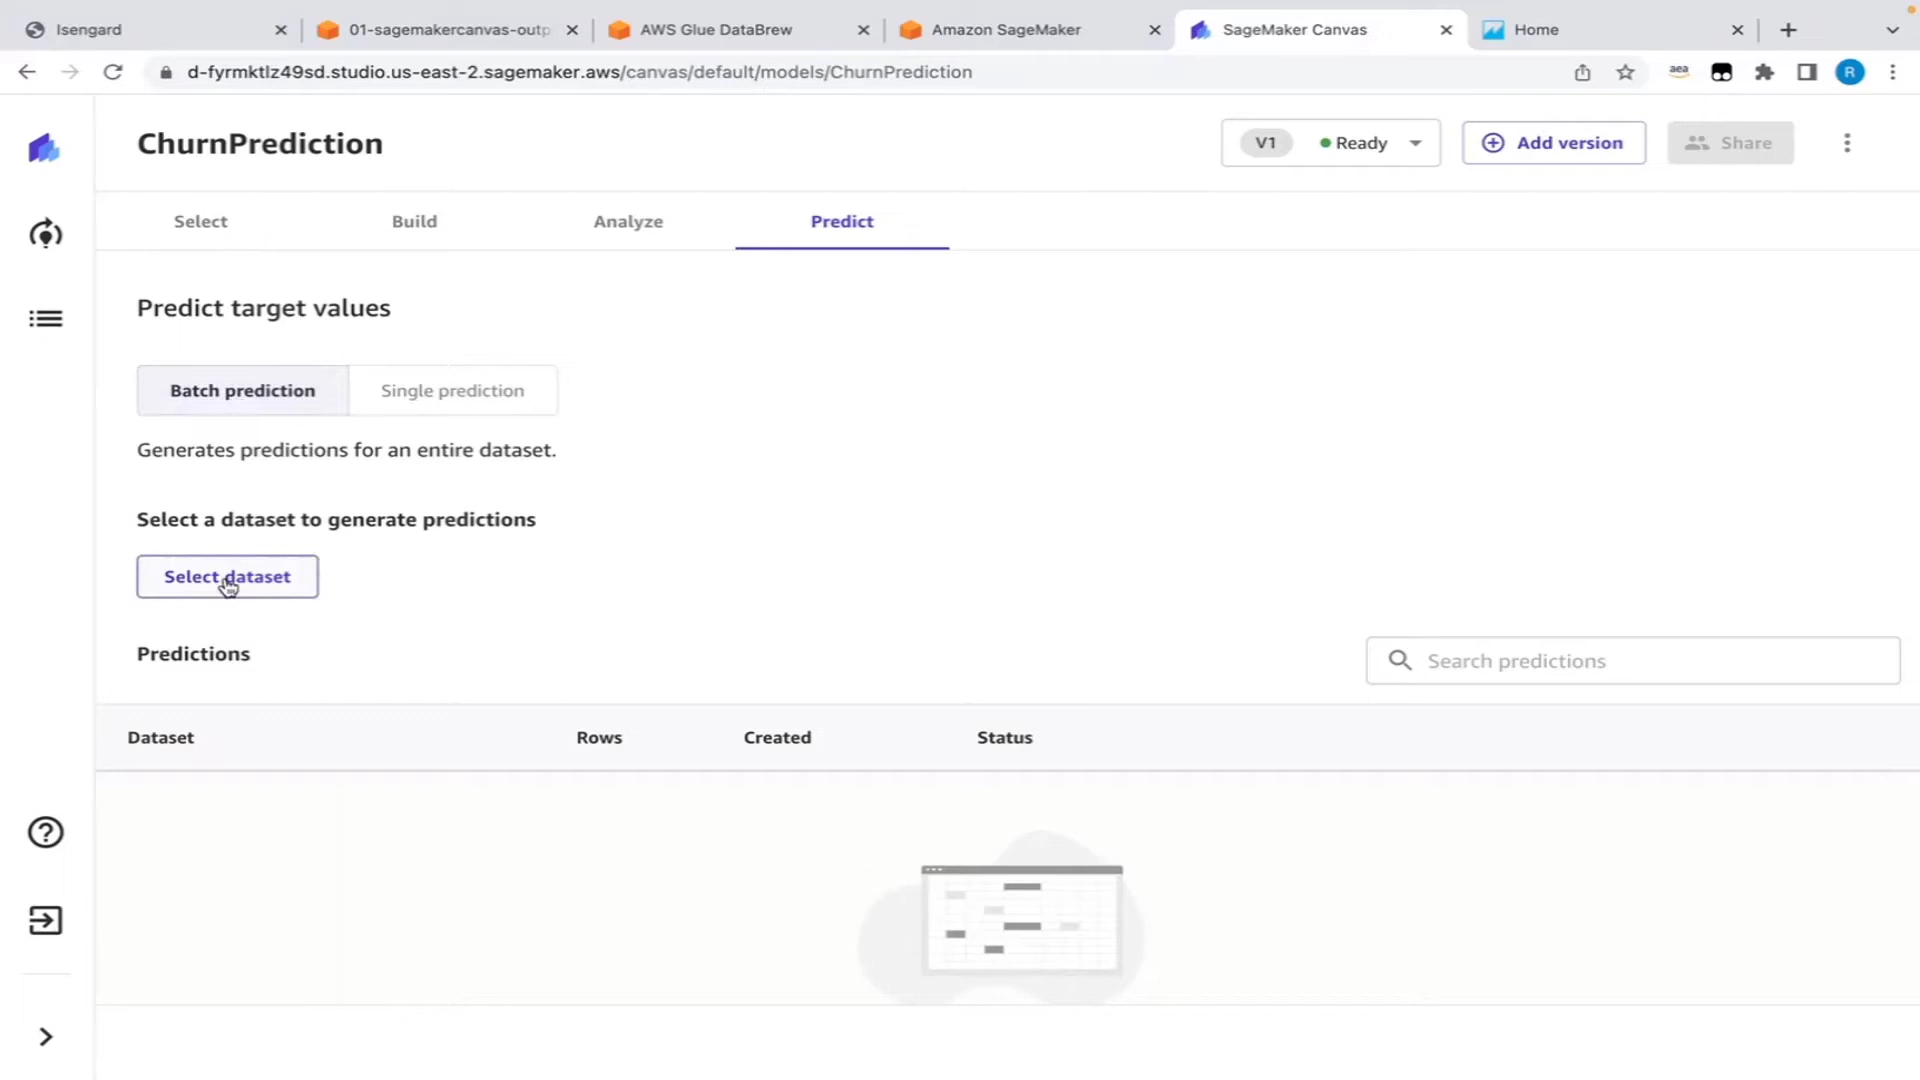 Isengard
01-sagemakercanvas-outp
AWS Glue DataBrew
Amazon SageMaker
SageMaker Canvas
Home
d-fyrmktlz49sd.studio.us-east-2.sagemaker.aws/canvas/default/models/ChurnPrediction
aea
R
ChurnPrediction
V1
Ready
Add version
Share
Select
Build
Analyze
Predict
Predict target values
Batch prediction
Single prediction
Generates predictions for an entire dataset.
Select a dataset to generate predictions
Select dataset
Predictions
Search predictions
Dataset
Rows
Created
Status